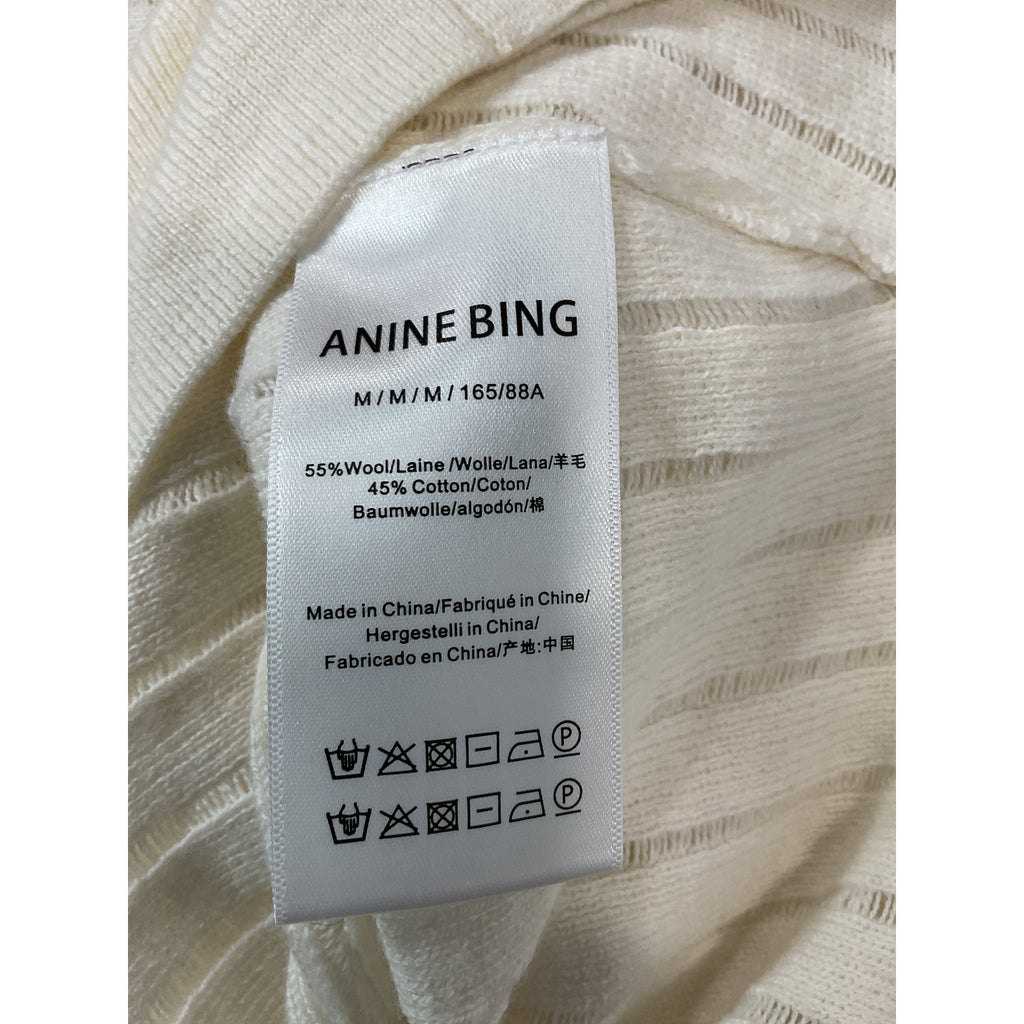 ANINE BING
M / M / M / 165/88A
55%Wool/Laine /Wolle/Lana/羊毛
45% Cotton/Coton/
Baumwolle/algodón/棉
Made in China/Fabriqué in Chine/
Hergestelli in China/
Fabricado en China/产地:中国
P
P